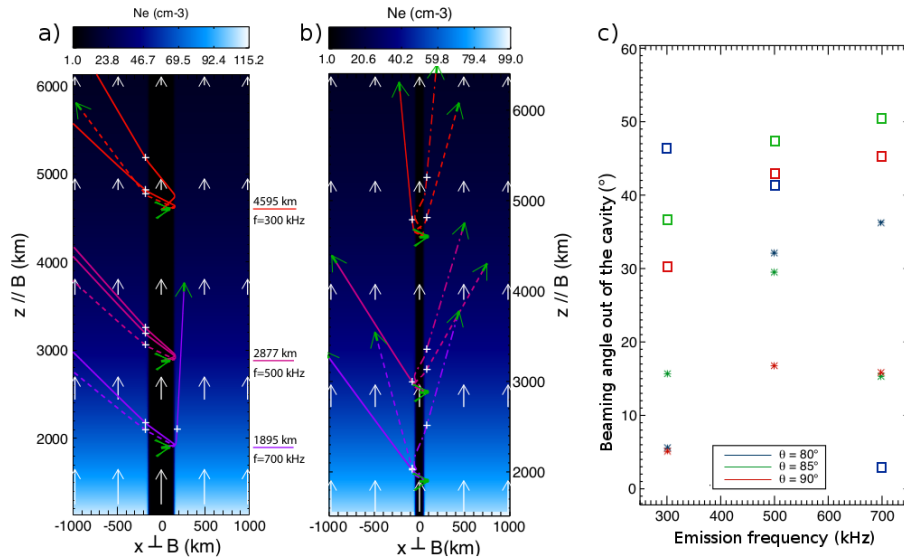 Ne (cm-3)
a)
1.0 23.8 46.7 69.5 92.4 115.2
6000
5000
4000
3000
2000
z // B (km)
4595 km
f=300 kHz
2877 km
f=500 kHz
1895 km
f=700 kHz
-1000 -500 0 500 1000
x ⊥ B (km)
Ne (cm-3)
b)
1.0 20.8 40.2 59.8 79.4 99.0
6000
5000
4000
3000
2000
z // B (km)
-1000 -500 0 500 1000
x ⊥ B(km)
c)
60
50
40
30
20
10
0
Beaming angle out of the cavity (°)
θ = 80°
θ = 85°
θ = 90°
300 400 500 600 700
Emission frequency (kHz)